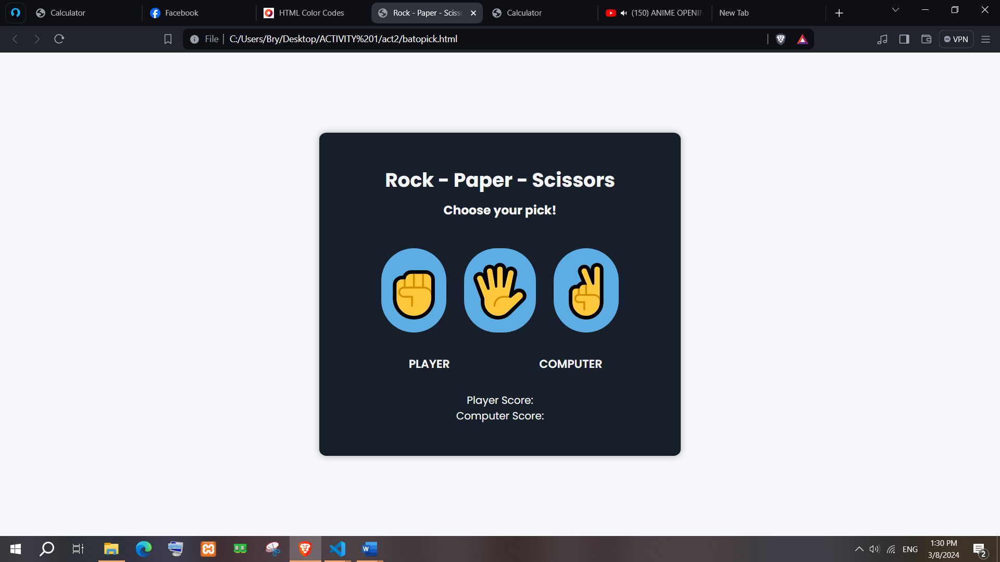 Calculator
Facebook
HTML Color Codes
Rock - Paper - Sciss
Calculator
(150) ANIME OPENIN
New Tab
File
C:/Users/Bry/Desktop/ACTIVITY%201/act2/batopick.html
VPN
Rock - Paper - Scissors
Choose your pick!
PLAYER
COMPUTER
Player Score:
Computer Score:
W
ENG
1:30 PM
3/8/2024
2